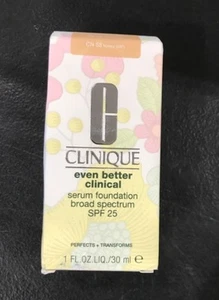 C
CLINIQUE
even better
clinical
serum foundation
broad spectrum
SPF 25
PERFECTS + TRANSFORMS
1 FL.OZ.LIQ./30 ml ℮